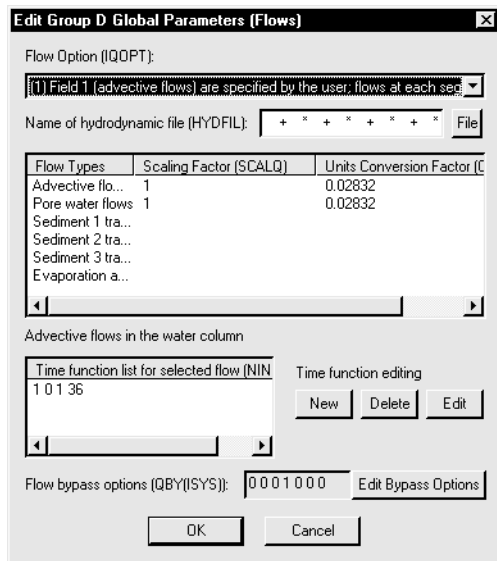 Edit Group D Global Parameters (Flows)
Flow Option (IQOPT):
(1) Field 1 (advective flows) are specified by the user; flows at each seg
Name of hydrodynamic file (HYDFIL): + * + * + * + * File
Flow Types Scaling Factor (SCALQ) Units Conversion Factor (C
Advective flo... 1 0.02832
Pore water flows 1 0.02832
Sediment 1 tra...
Sediment 2 tra...
Sediment 3 tra...
Evaporation a...
Advective flows in the water column
Time function list for selected flow (NIN
1 0 1 36
Time function editing
New Delete Edit
Flow bypass options (QBY(ISYS)): 0 0 0 1 0 0 0 Edit Bypass Options
OK Cancel